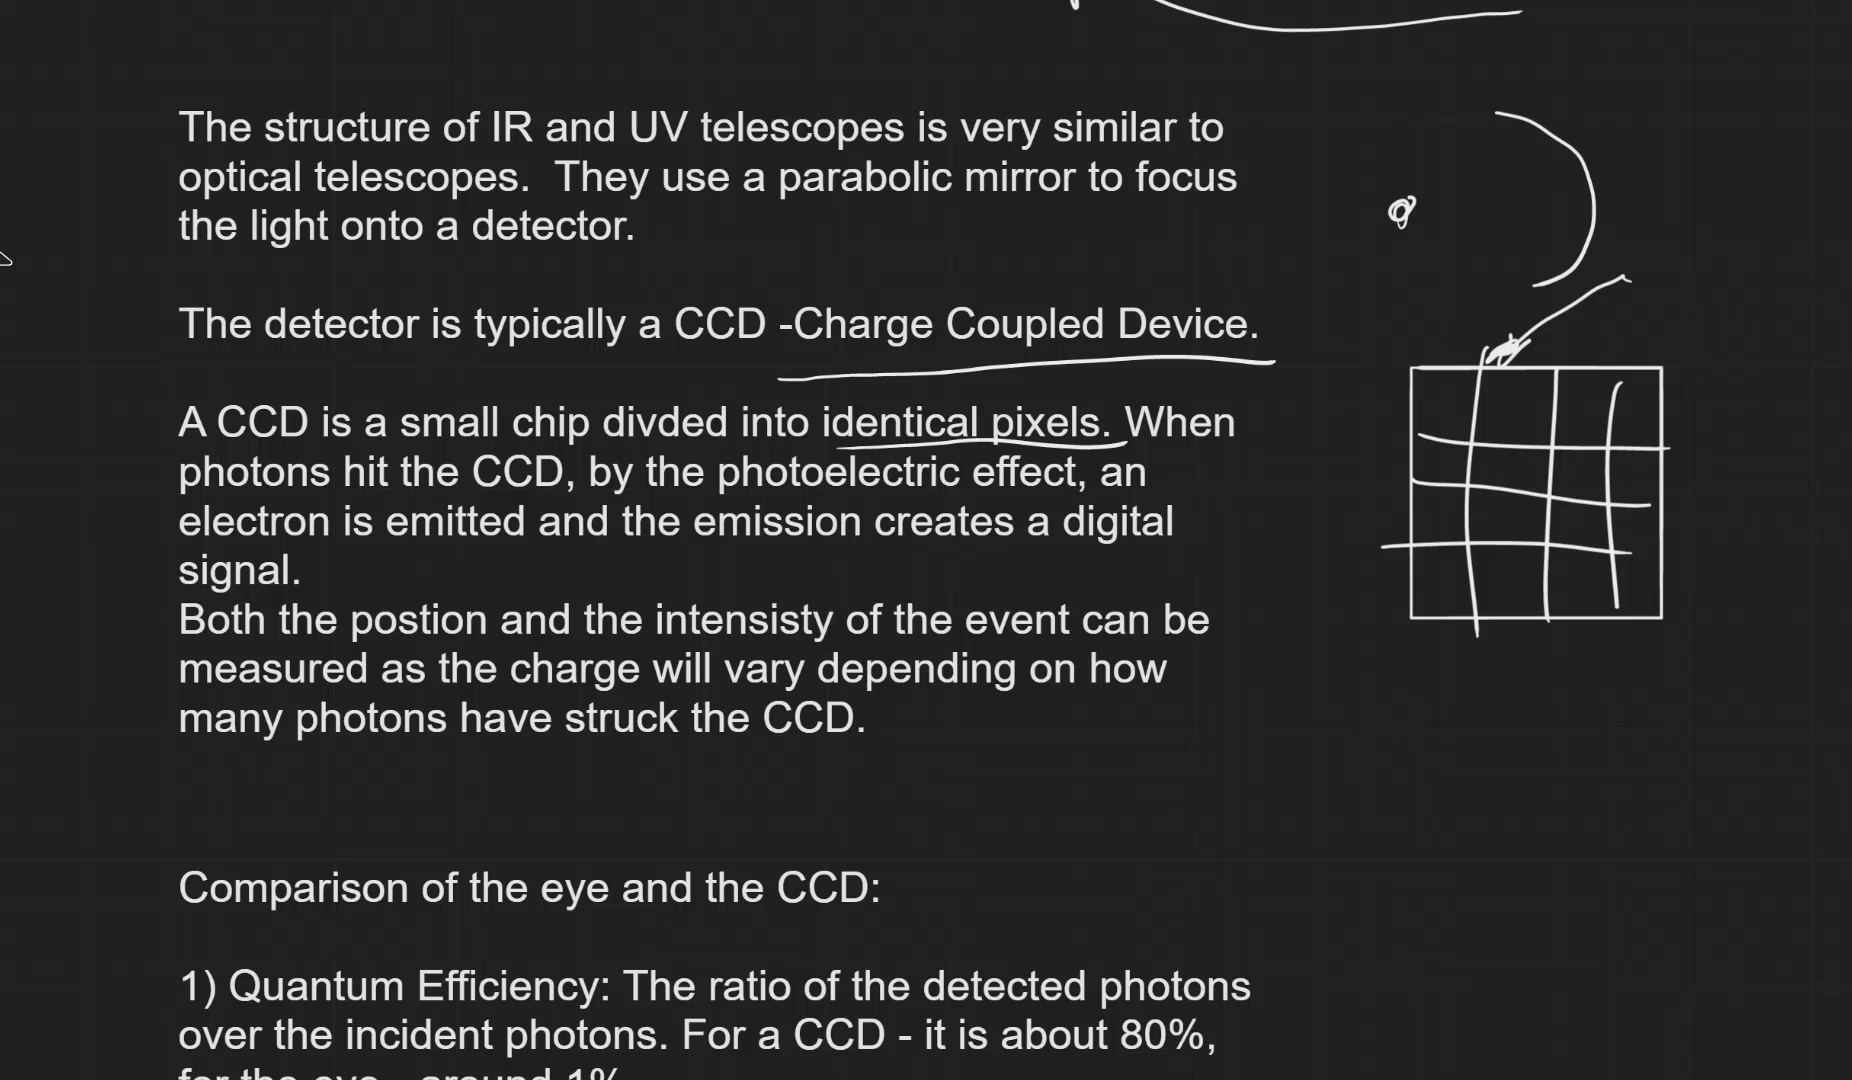 The structure of IR and UV telescopes is very similar to
optical telescopes.  They use a parabolic mirror to focus
the light onto a detector.
The detector is typically a CCD -Charge Coupled Device.
A CCD is a small chip divded into identical pixels. When
photons hit the CCD, by the photoelectric effect, an
electron is emitted and the emission creates a digital
signal.
Both the postion and the intensisty of the event can be
measured as the charge will vary depending on how
many photons have struck the CCD.
Comparison of the eye and the CCD:
1) Quantum Efficiency: The ratio of the detected photons
over the incident photons. For a CCD - it is about 80%,
for the eye - around 1%